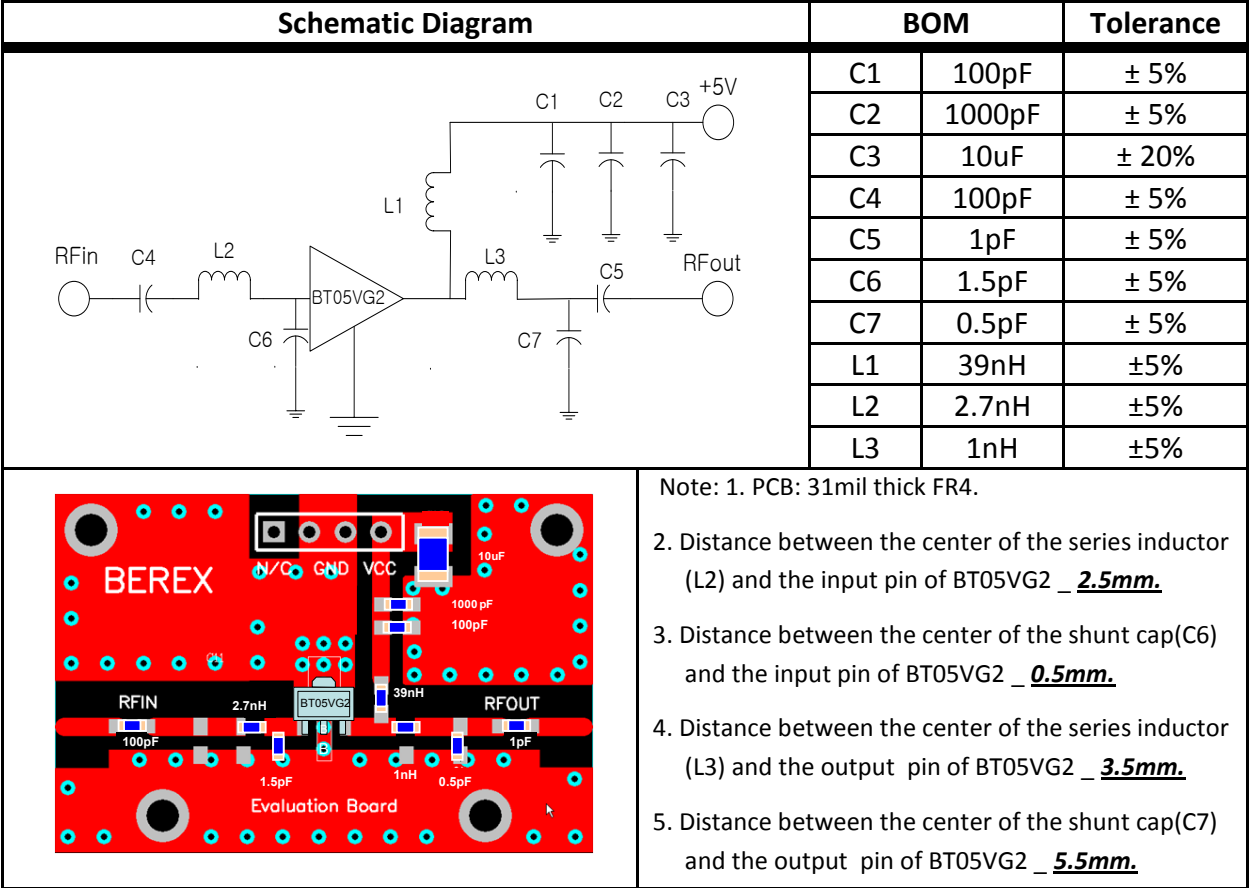 Schematic Diagram
BOM
Tolerance
C1 C2 C3 +5V
L1
RFin C4 L2
BT05VG2
L3
C5
RFout
C6
C7
C1 100pF ± 5%
C2 1000pF ± 5%
C3 10uF ± 20%
C4 100pF ± 5%
C5 1pF ± 5%
C6 1.5pF ± 5%
C7 0.5pF ± 5%
L1 39nH ±5%
L2 2.7nH ±5%
L3 1nH ±5%
BEREX
N/C GND VCC
10uF
1000 pF
100pF
RFIN
2.7nH
BT05VG2
39nH
RFOUT
100pF
1.5pF
1nH
0.5pF
1pF
Evaluation Board
Note: 1. PCB: 31mil thick FR4.
2. Distance between the center of the series inductor
(L2) and the input pin of BT05VG2 _ 2.5mm.
3. Distance between the center of the shunt cap(C6)
and the input pin of BT05VG2 _ 0.5mm.
4. Distance between the center of the series inductor
(L3) and the output pin of BT05VG2 _ 3.5mm.
5. Distance between the center of the shunt cap(C7)
and the output pin of BT05VG2 _ 5.5mm.